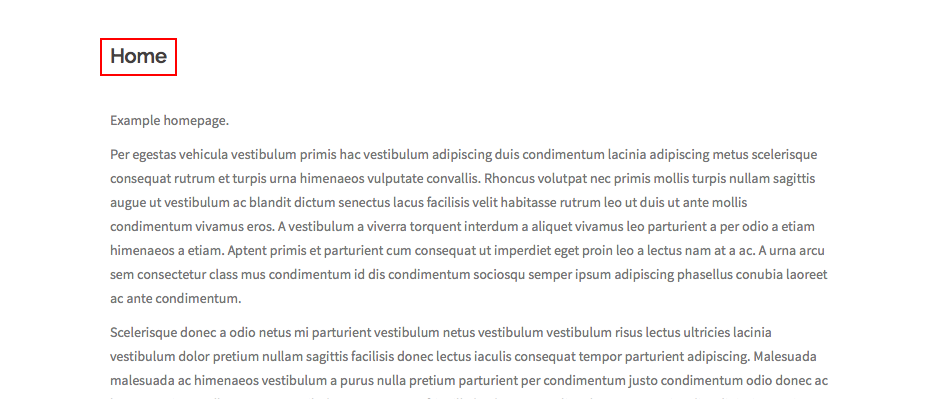 Home
Example homepage.
Per egestas vehicula vestibulum primis hac vestibulum adipiscing duis condimentum lacinia adipiscing metus scelerisque
consequat rutrum et turpis urna himenaeos vulputate convallis. Rhoncus volutpat nec primis mollis turpis nullam sagittis
augue ut vestibulum ac blandit dictum senectus lacus facilisis velit habitasse rutrum leo ut duis ut ante mollis
condimentum vivamus eros. A vestibulum a viverra torquent interdum a aliquet vivamus leo parturient a per odio a etiam
himenaeos a etiam. Aptent primis et parturient cum consequat ut imperdiet eget proin leo a lectus nam at a ac. A urna arcu
sem consectetur class mus condimentum id dis condimentum sociosqu semper ipsum adipiscing phasellus conubia laoreet
ac ante condimentum.
Scelerisque donec a odio netus mi parturient vestibulum netus vestibulum vestibulum risus lectus ultricies lacinia
vestibulum dolor pretium nullam sagittis facilisis donec lectus iaculis consequat tempor parturient adipiscing. Malesuada
malesuada ac himenaeos vestibulum a purus nulla pretium parturient per condimentum justo condimentum odio donec ac